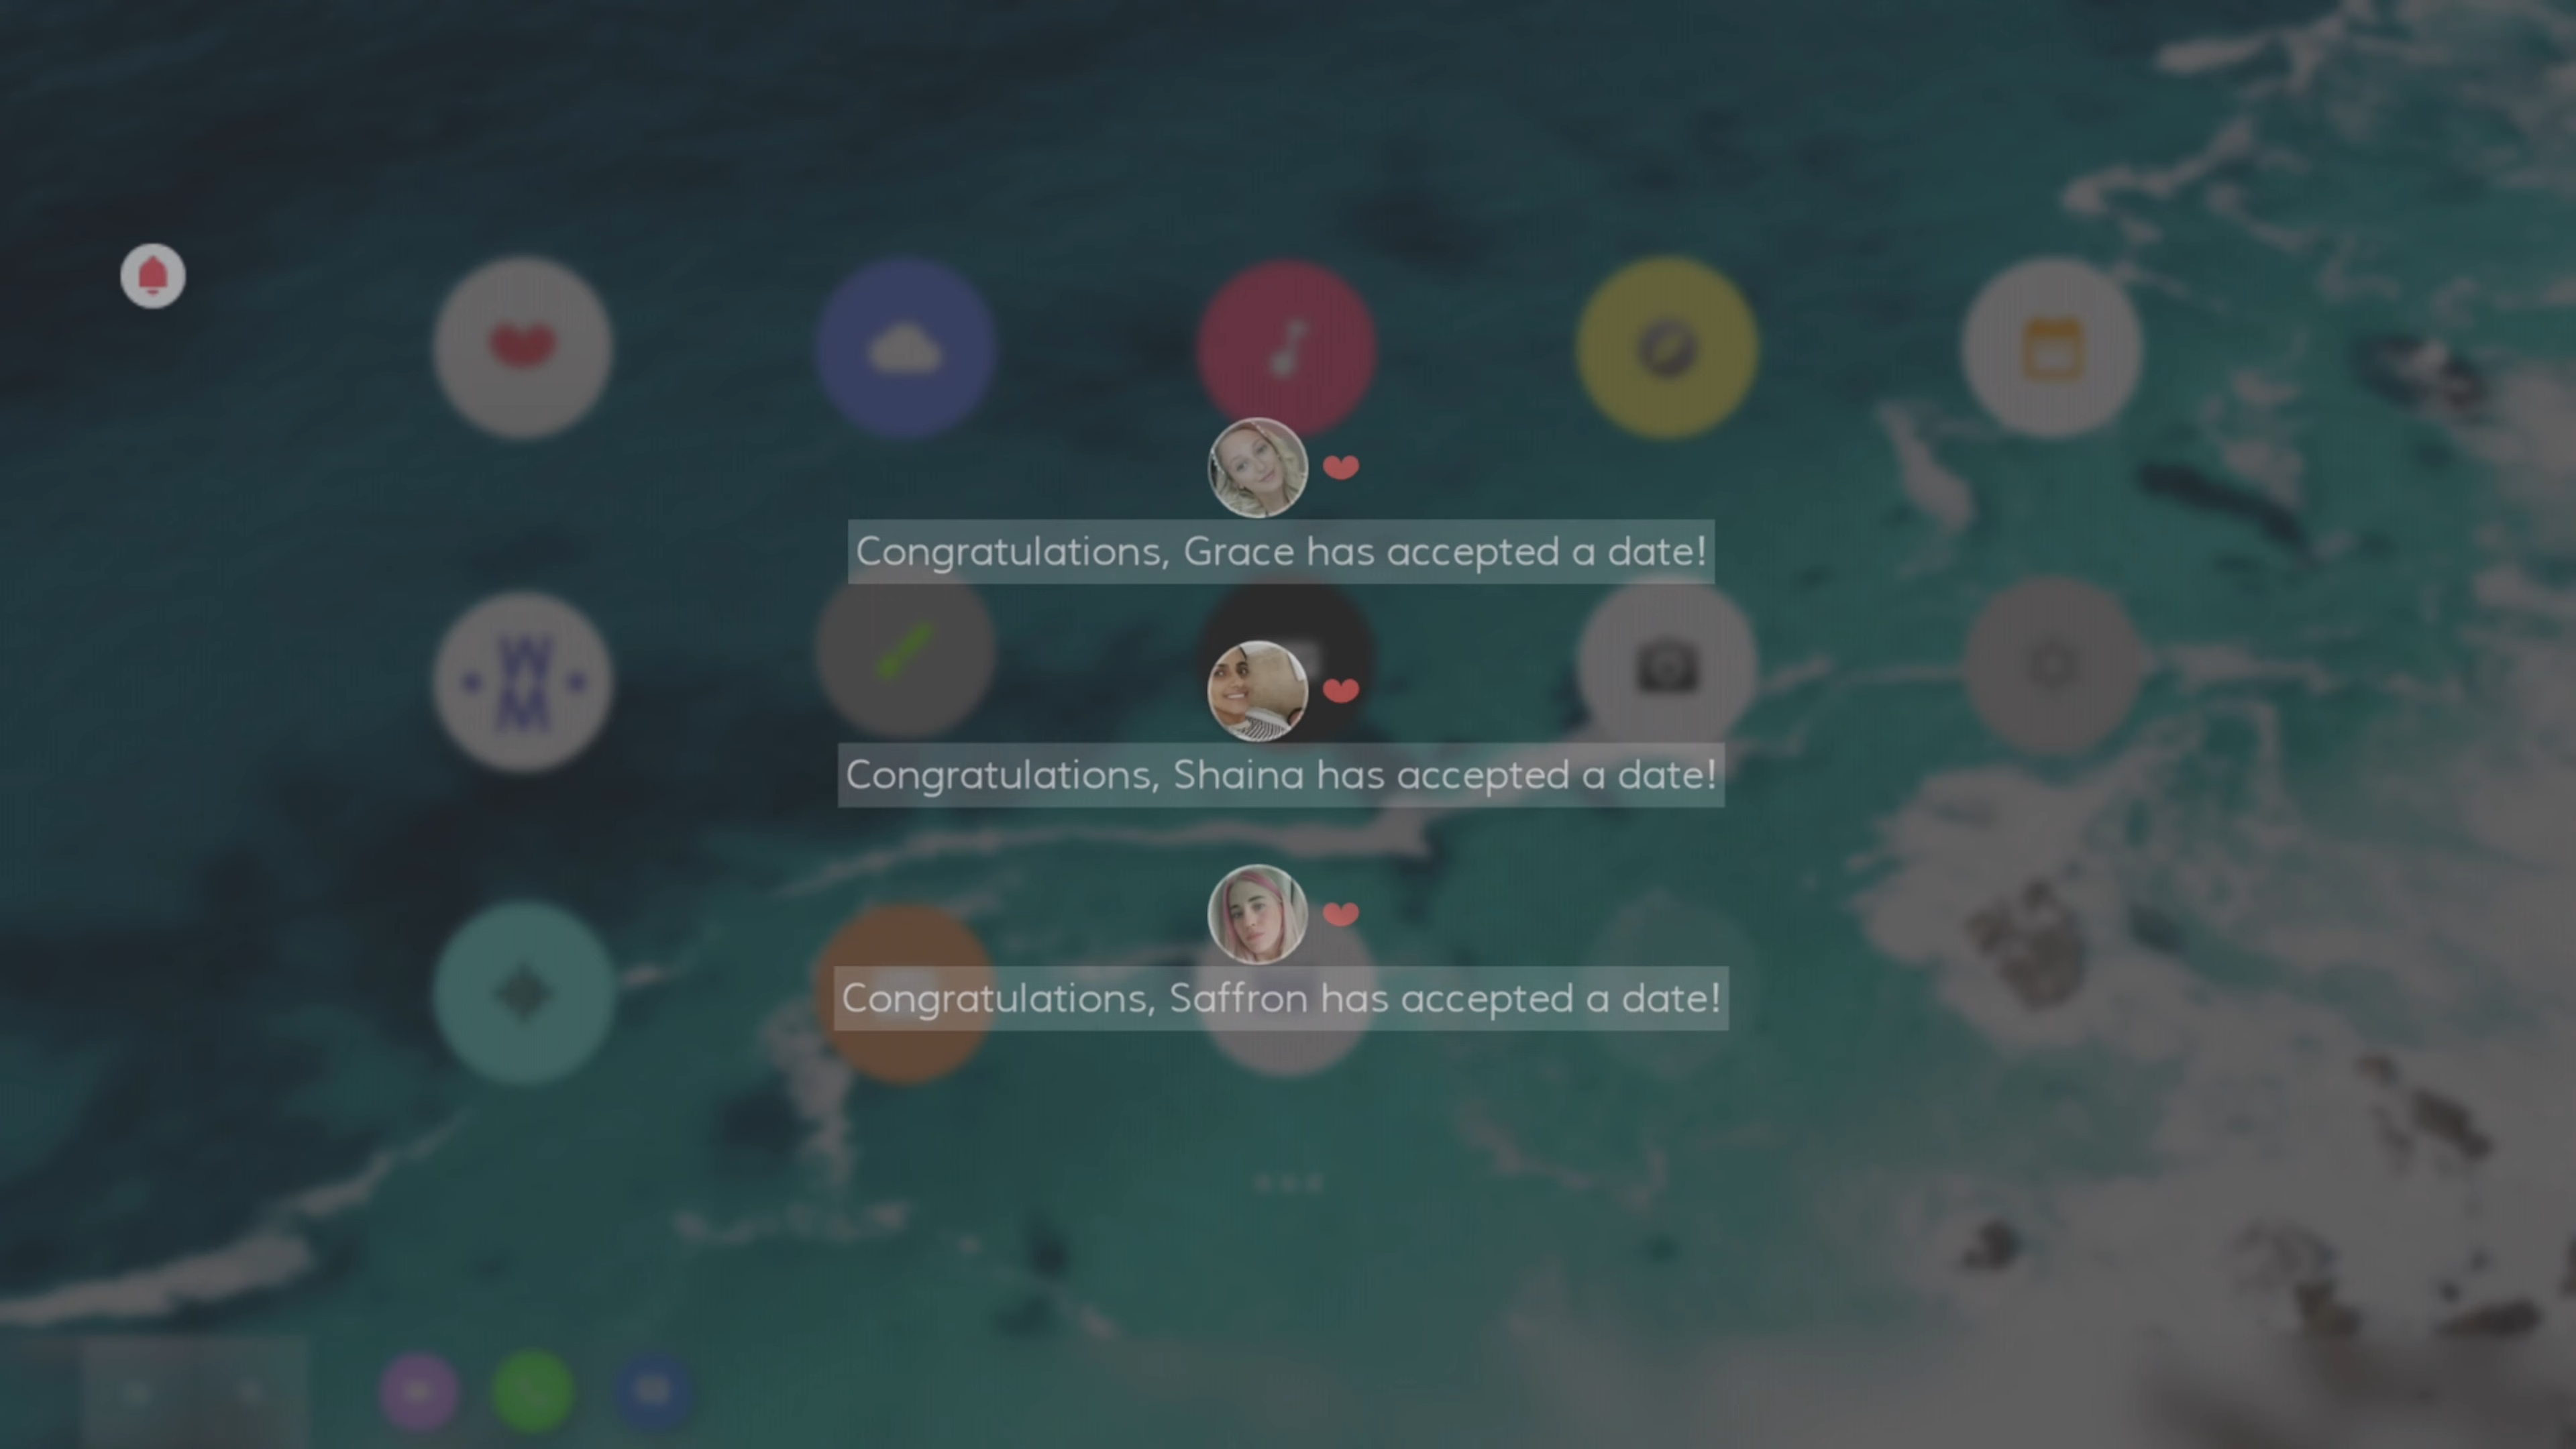 Congratulations, Grace has accepted a date!
W
M
Congratulations, Shaina has accepted a date!
Congratulations, Saffron has accepted a date!